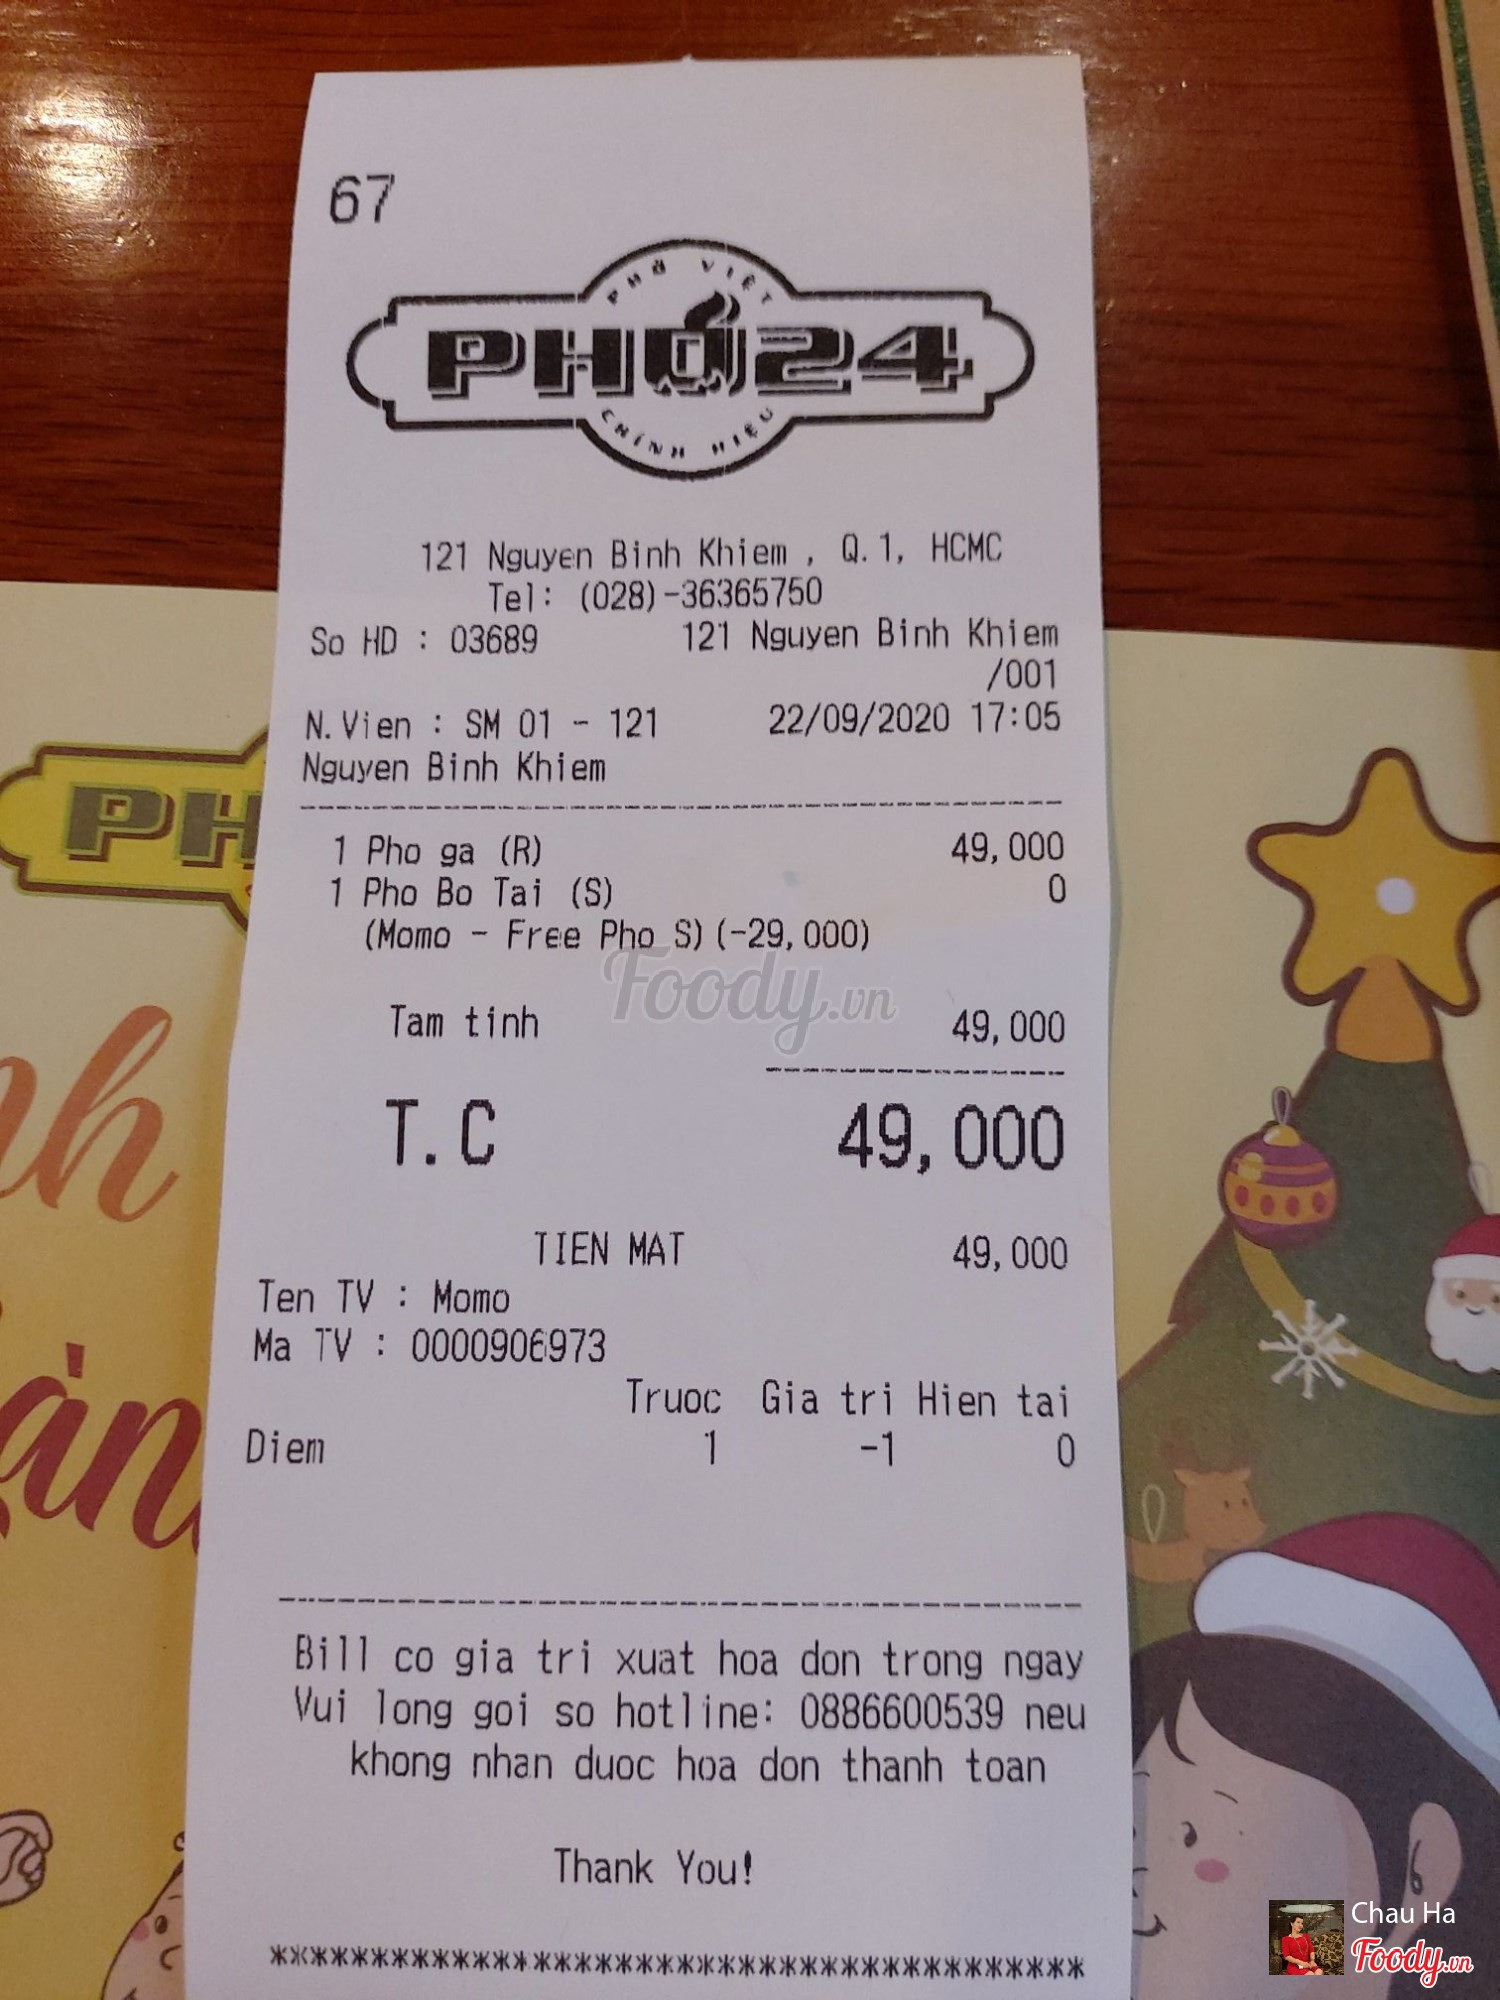 67
PHỞ VIỆT
PHỞ24
CHÍNH HIỆU
121 Nguyen Binh Khiem , Q.1, HCMC
Tel: (028)-36365750
So HD : 03689 121 Nguyen Binh Khiem
/001
N.Vien : SM 01 - 121 22/09/2020 17:05
Nguyen Binh Khiem
1 Pho ga (R) 49,000
1 Pho Bo Tai (S) 0
(Momo - Free Pho S)(-29,000)
Foody.vn
Tam tinh 49,000
T.C 49,000
TIEN MAT 49,000
Ten TV : Momo
Ma TV : 0000906973
Truoc Gia tri Hien tai
Diem 1 -1 0
Bill co gia tri xuat hoa don trong ngay
Vui long goi so hotline: 0886600539 neu
khong nhan duoc hoa don thanh toan
Thank You!
****************************************
PH
nh
àn
Chau Ha
Foody.vn